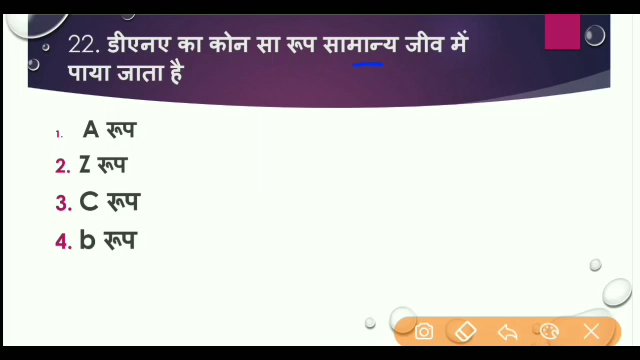 22. डीएनए का कोन सा रूप सामान्य जीव में
पाया जाता है
1. A रूप
2. Z रूप
3. C रूप
4. b रूप